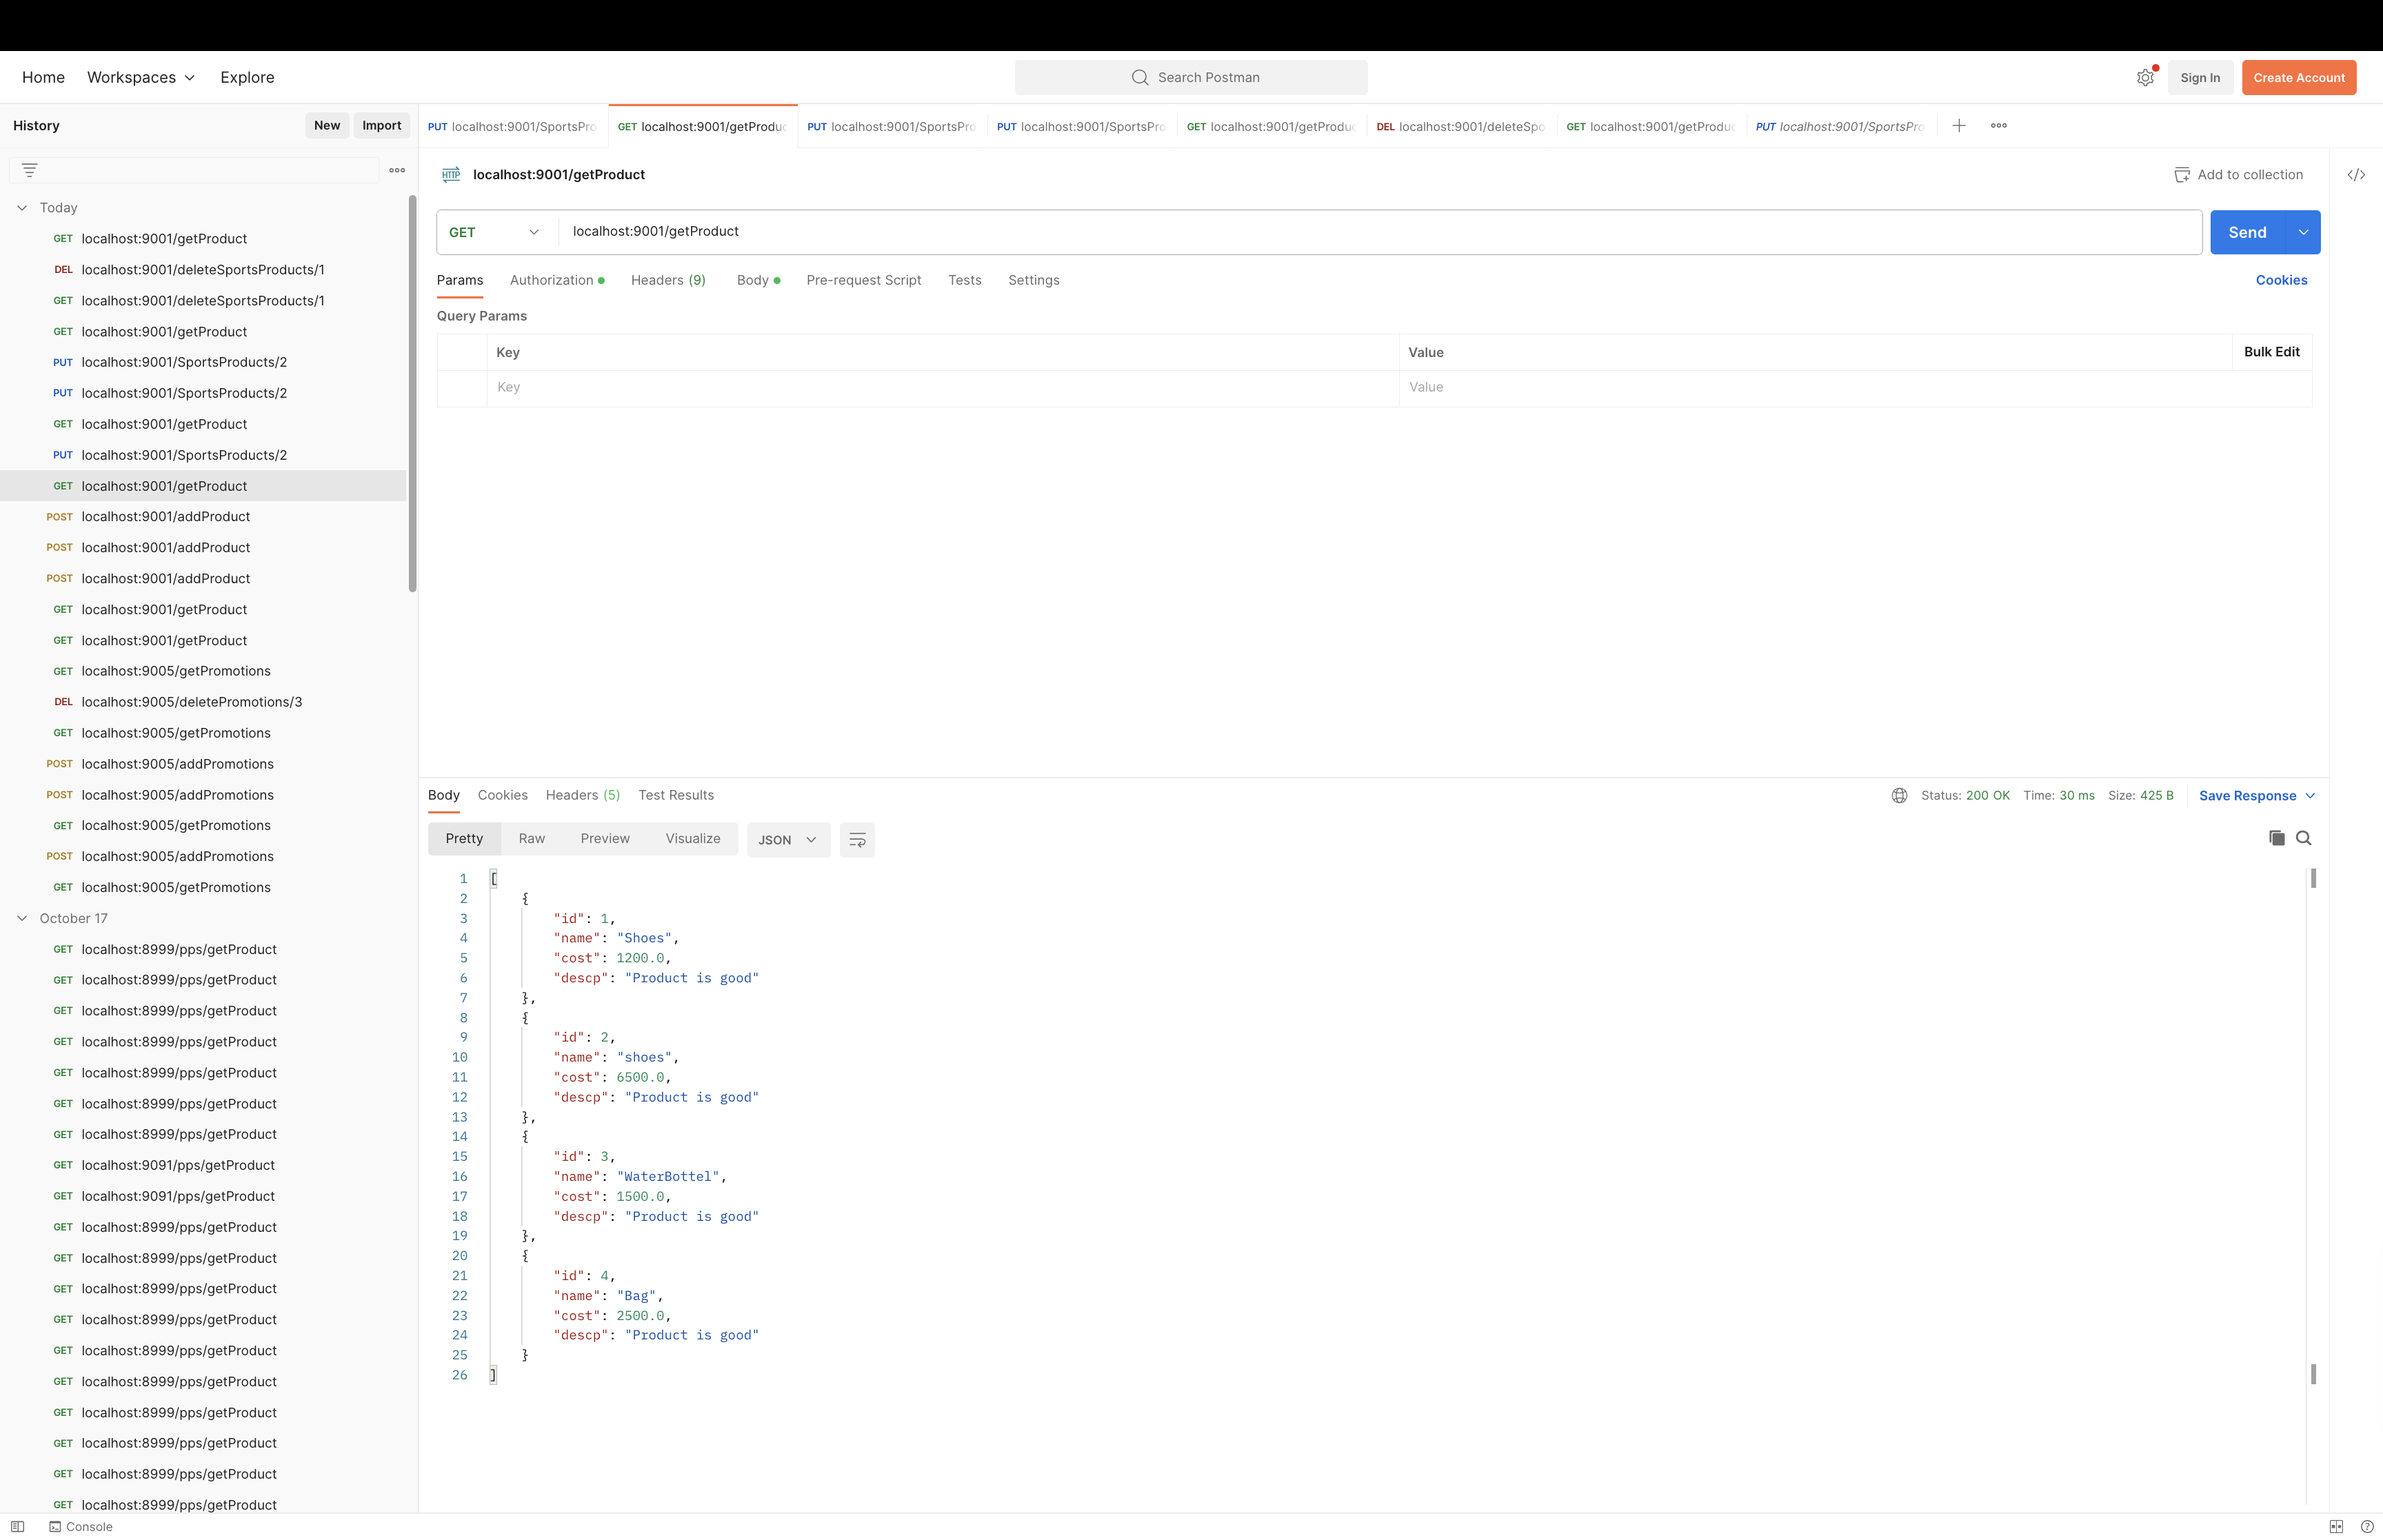 Home Workspaces Explore Search Postman Sign In Create Account
History New Import
PUT localhost:9001/SportsPro GET localhost:9001/getProduc PUT localhost:9001/SportsPro PUT localhost:9001/SportsPro GET localhost:9001/getProduc DEL localhost:9001/deleteSpo GET localhost:9001/getProduc PUT localhost:9001/SportsPro
Today
GET localhost:9001/getProduct
DEL localhost:9001/deleteSportsProducts/1
GET localhost:9001/deleteSportsProducts/1
GET localhost:9001/getProduct
PUT localhost:9001/SportsProducts/2
PUT localhost:9001/SportsProducts/2
GET localhost:9001/getProduct
PUT localhost:9001/SportsProducts/2
GET localhost:9001/getProduct
POST localhost:9001/addProduct
POST localhost:9001/addProduct
POST localhost:9001/addProduct
GET localhost:9001/getProduct
GET localhost:9001/getProduct
GET localhost:9005/getPromotions
DEL localhost:9005/deletePromotions/3
GET localhost:9005/getPromotions
POST localhost:9005/addPromotions
POST localhost:9005/addPromotions
GET localhost:9005/getPromotions
POST localhost:9005/addPromotions
GET localhost:9005/getPromotions
October 17
GET localhost:8999/pps/getProduct
GET localhost:8999/pps/getProduct
GET localhost:8999/pps/getProduct
GET localhost:8999/pps/getProduct
GET localhost:8999/pps/getProduct
GET localhost:8999/pps/getProduct
GET localhost:8999/pps/getProduct
GET localhost:9091/pps/getProduct
GET localhost:9091/pps/getProduct
GET localhost:8999/pps/getProduct
GET localhost:8999/pps/getProduct
GET localhost:8999/pps/getProduct
GET localhost:8999/pps/getProduct
GET localhost:8999/pps/getProduct
GET localhost:8999/pps/getProduct
GET localhost:8999/pps/getProduct
GET localhost:8999/pps/getProduct
GET localhost:8999/pps/getProduct
GET localhost:8999/pps/getProduct
HTTP localhost:9001/getProduct Add to collection </>
GET localhost:9001/getProduct Send
Params Authorization Headers (9) Body Pre-request Script Tests Settings Cookies
Query Params
Key Value Bulk Edit
Key Value
Body Cookies Headers (5) Test Results Status: 200 OK Time: 30 ms Size: 425 B Save Response
Pretty Raw Preview Visualize JSON
1 [
2 {
3 "id": 1,
4 "name": "Shoes",
5 "cost": 1200.0,
6 "descp": "Product is good"
7 },
8 {
9 "id": 2,
10 "name": "shoes",
11 "cost": 6500.0,
12 "descp": "Product is good"
13 },
14 {
15 "id": 3,
16 "name": "WaterBottel",
17 "cost": 1500.0,
18 "descp": "Product is good"
19 },
20 {
21 "id": 4,
22 "name": "Bag",
23 "cost": 2500.0,
24 "descp": "Product is good"
25 }
26 ]
Console